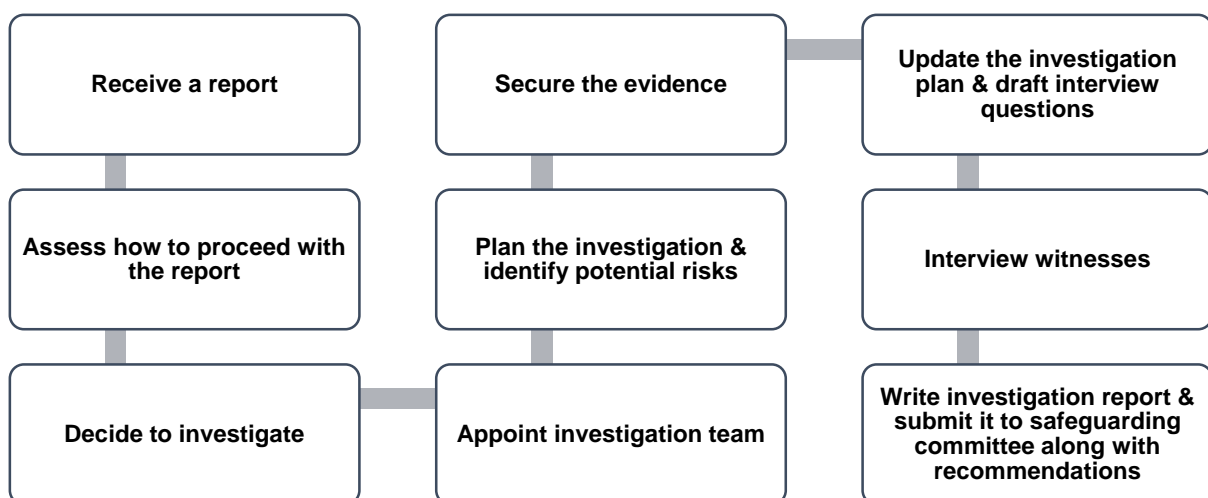 Receive a report
Assess how to proceed with
the report
Decide to investigate
Appoint investigation team
Plan the investigation &
identify potential risks
Secure the evidence
Update the investigation
plan & draft interview
questions
Interview witnesses
Write investigation report &
submit it to safeguarding
committee along with
recommendations